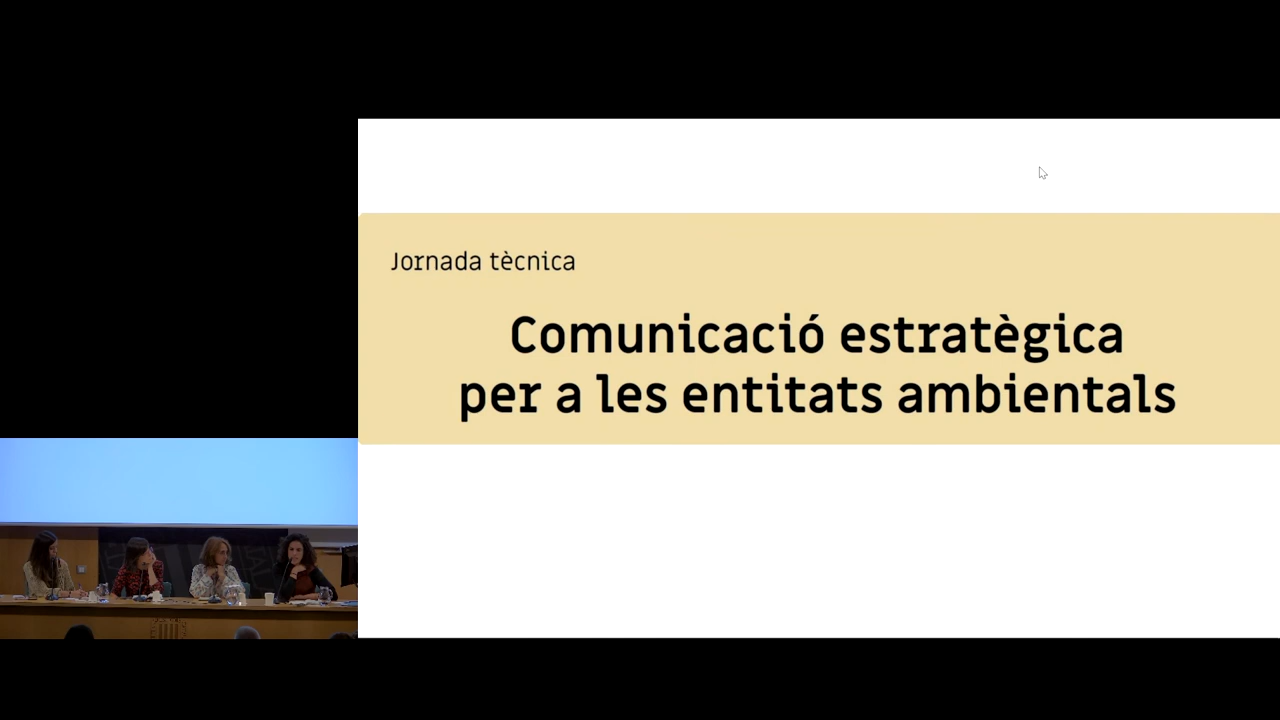 Jornada tècnica
Comunicació estratègica
per a les entitats ambientals